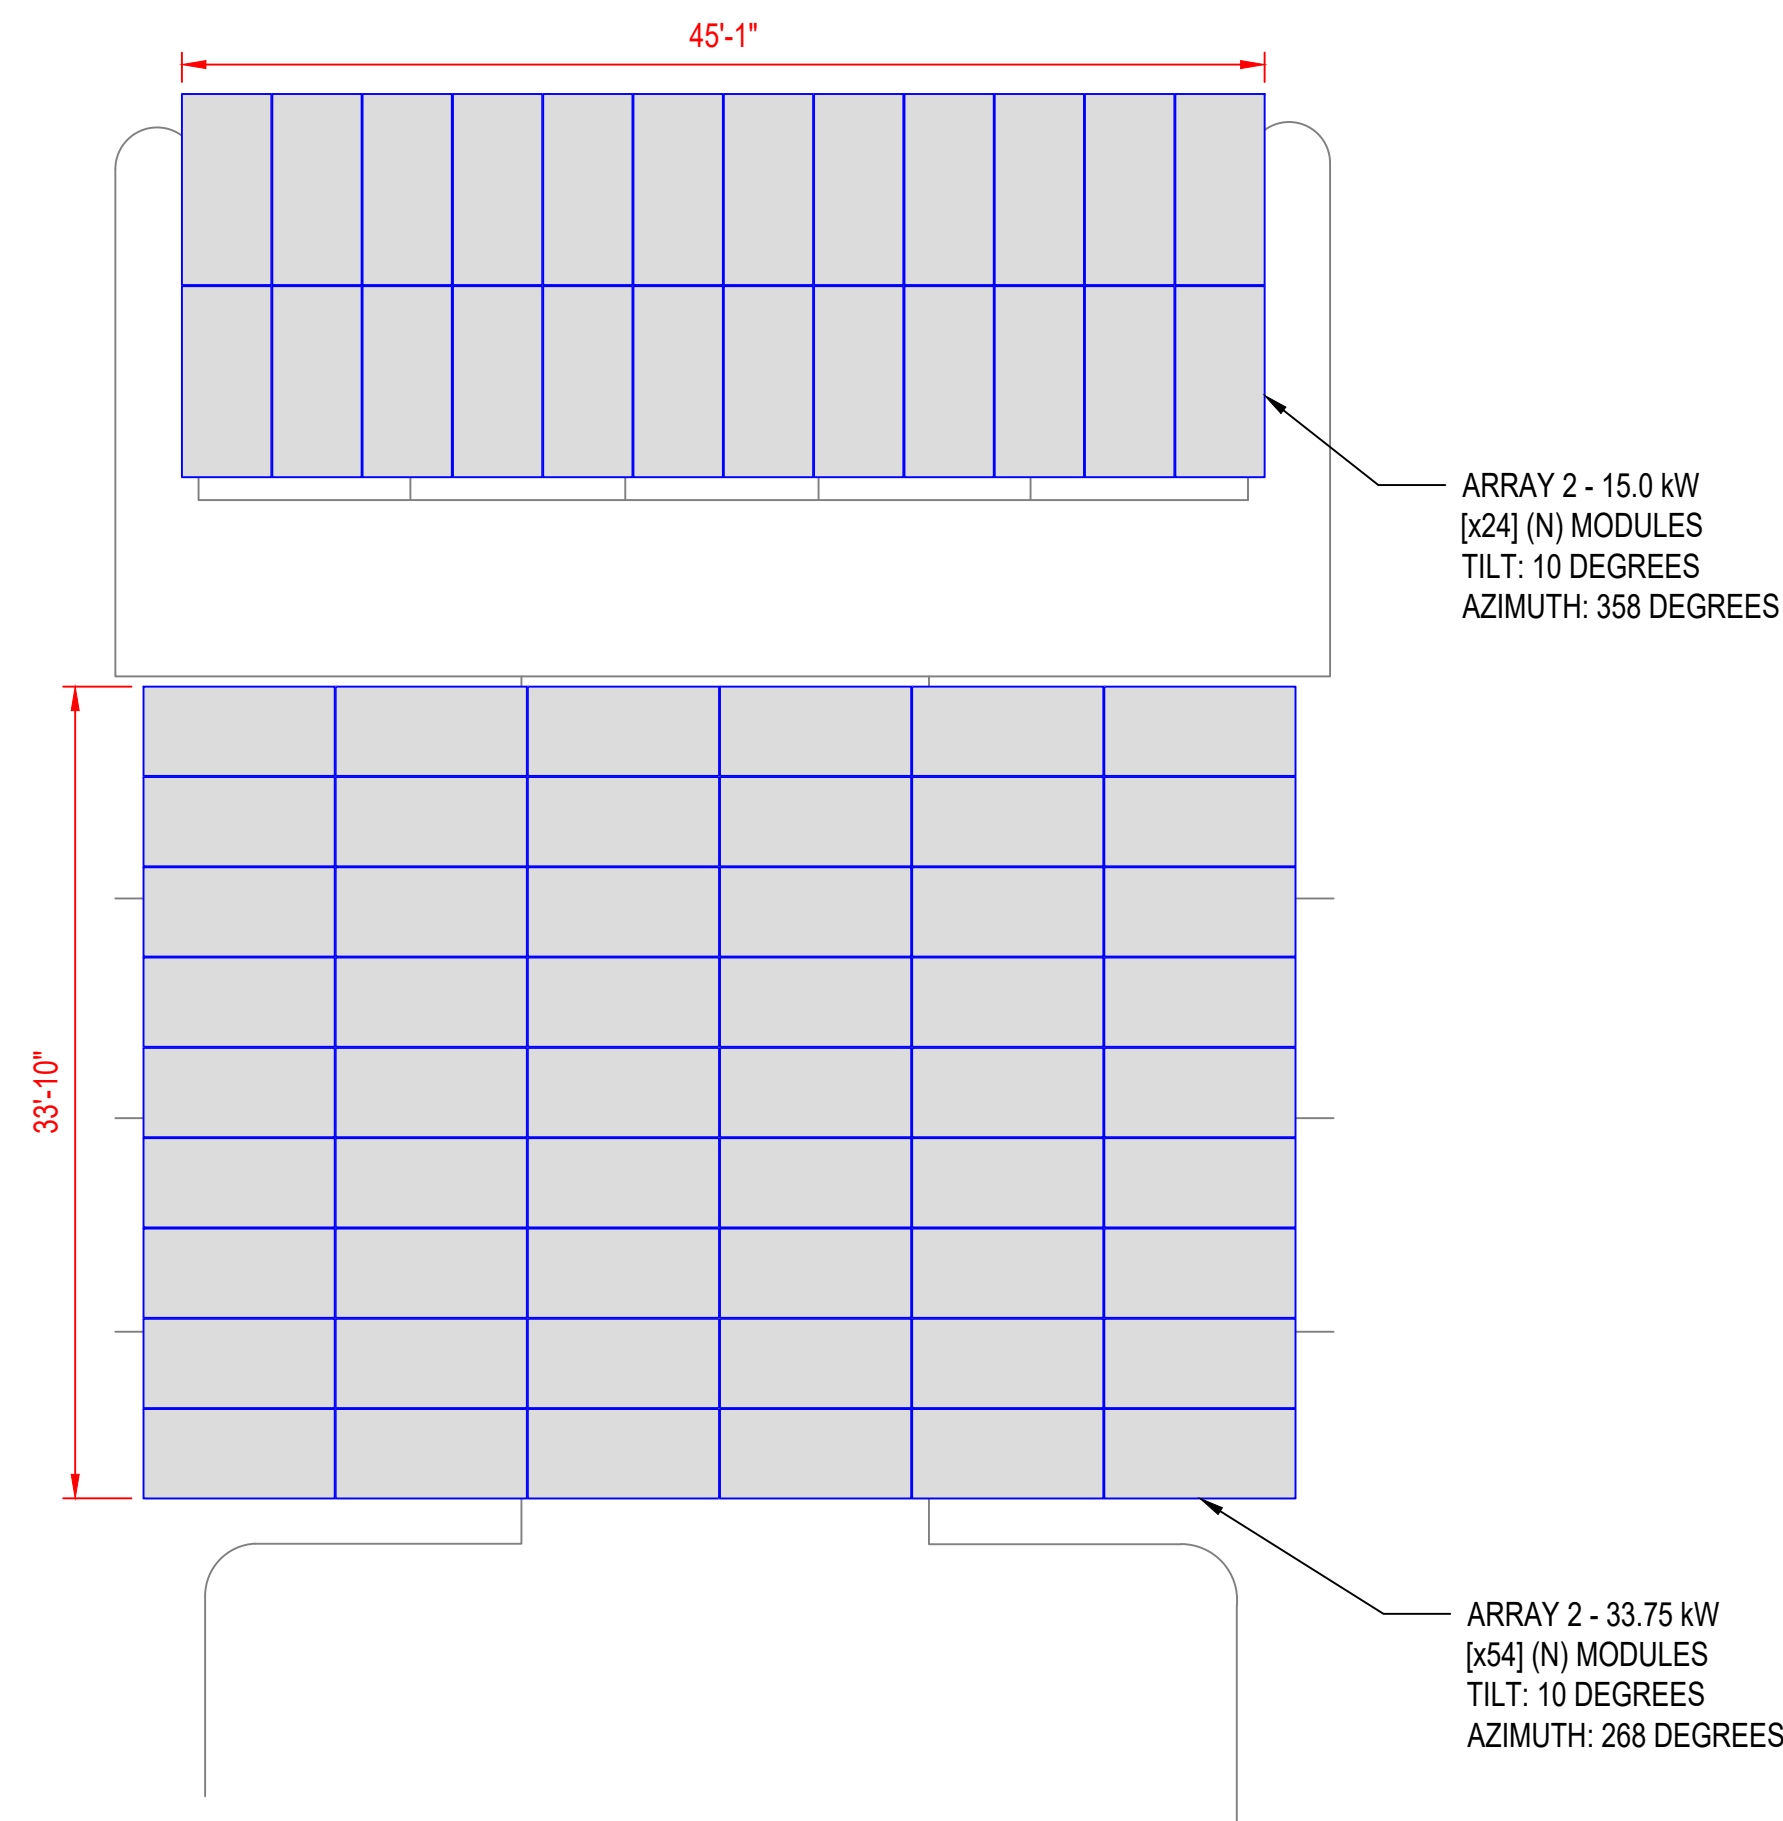 45'-1"
ARRAY 2 - 15.0 kW
[x24] (N) MODULES
TILT: 10 DEGREES
AZIMUTH: 358 DEGREES
33'-10"
ARRAY 2 - 33.75 kW
[x54] (N) MODULES
TILT: 10 DEGREES
AZIMUTH: 268 DEGREES